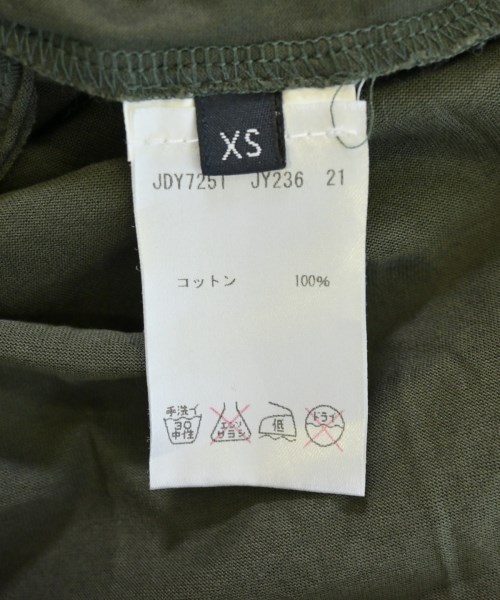 XS
JDY7251 JY236 21
コットン 100%
手洗イ
30
中性
エンソ
サラシ
低
ドライ